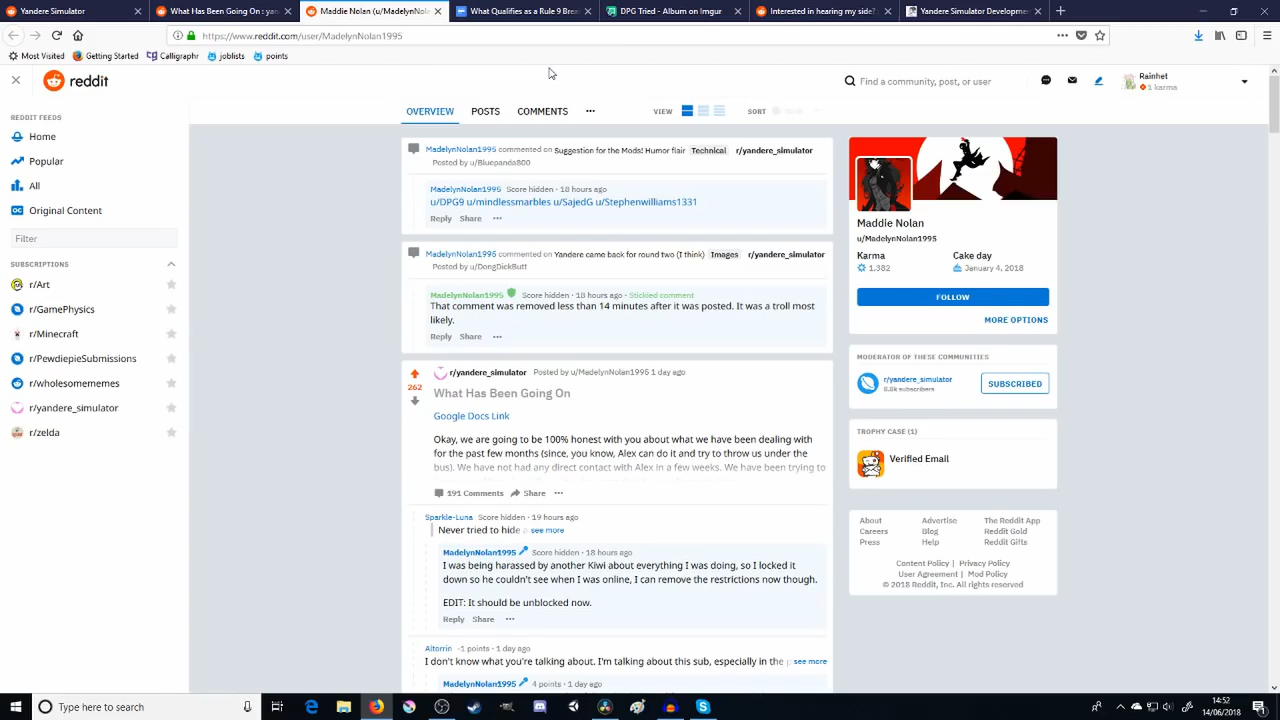 Yandere Simulator
What Has Been Going On : yan
Maddie Nolan (u/MadelynNola
What Qualifies as a Rule 9 Brea
DPG Tried - Album on Imgur
Interested in hearing my side?
Yandere Simulator Developme
https://www.reddit.com/user/MadelynNolan1995
Most Visited
Getting Started
Calligraphr
joblists
points
reddit
Find a community, post, or user
Rainhet
1 karma
REDDIT FEEDS
Home
Popular
All
Original Content
Filter
SUBSCRIPTIONS
r/Art
r/GamePhysics
r/Minecraft
r/PewdiepieSubmissions
r/wholesomememes
r/yandere_simulator
r/zelda
OVERVIEW POSTS COMMENTS
VIEW SORT
MadelynNolan1995 commented on Suggestion for the Mods! Humor flair Technical r/yandere_simulator
Posted by u/Bluepanda800
MadelynNolan1995 Score hidden · 18 hours ago
u/DPG9 u/mindlessmarbles u/SajedG u/Stephenwilliams1331
Reply Share
MadelynNolan1995 commented on Yandere came back for round two (I think) Images r/yandere_simulator
Posted by u/DongDickButt
MadelynNolan1995 Score hidden · 18 hours ago · Stickied comment
That comment was removed less than 14 minutes after it was posted. It was a troll most
likely.
Reply Share
262
r/yandere_simulator Posted by u/MadelynNolan1995 1 day ago
What Has Been Going On
Google Docs Link
Okay, we are going to be 100% honest with you about what we have been dealing with
for the past few months (since, you know, Alex can do it and try to throw us under the
bus). We have not had any direct contact with Alex in a few weeks. We have been trying to
191 Comments Share
Sparkle-Luna Score hidden · 19 hours ago
Never tried to hide a see more
MadelynNolan1995 Score hidden · 18 hours ago
I was being harassed by another Kiwi about everything I was doing, so I locked it
down so he couldn't see when I was online, I can remove the restrictions now though.
EDIT: It should be unblocked now.
Reply Share
Altorrin -1 points · 1 day ago
I don't know what you're talking about. I'm talking about this sub, especially in the p see more
MadelynNolan1995 4 points · 1 day ago
Maddie Nolan
u/MadelynNolan1995
Karma Cake day
1,382 January 4, 2018
FOLLOW
MORE OPTIONS
MODERATOR OF THESE COMMUNITIES
r/yandere_simulator
8.8k subscribers
SUBSCRIBED
TROPHY CASE (1)
Verified Email
About Advertise The Reddit App
Careers Blog Reddit Gold
Press Help Reddit Gifts
Content Policy | Privacy Policy
User Agreement | Mod Policy
© 2018 Reddit, Inc. All rights reserved
Type here to search
14:52
14/06/2018